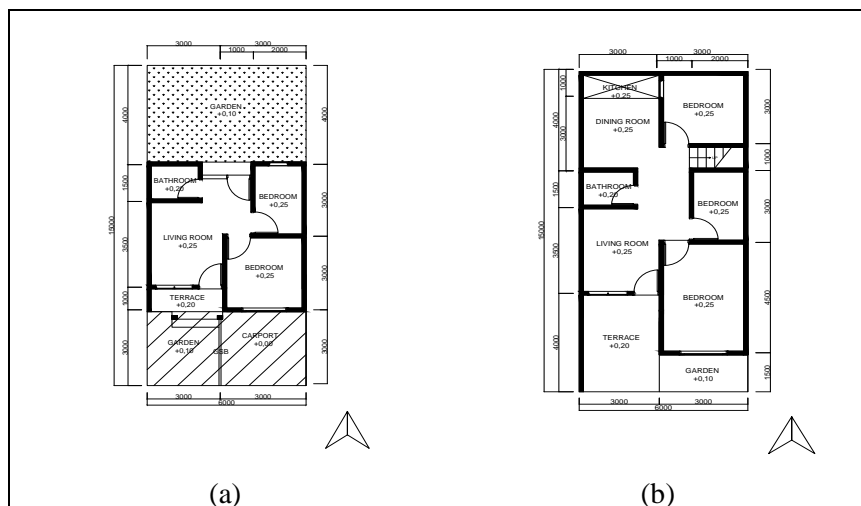 3000 3000
1000 2000
GARDEN
+0,10
4000
4000
BATHROOM
+0,20
BEDROOM
+0,25
1500
3000
15000
LIVING ROOM
+0,25
3500
BEDROOM
+0,25
3000
TERRACE
+0,20
1000
GARDEN
+0,10
GSB
CARPORT
+0,00
3000
3000
3000 3000
6000
(a)
3000 3000
1000 2000
KITCHEN
+0,25
1000
BEDROOM
+0,25
3000
4000
3000
DINING ROOM
+0,25
1000
BATHROOM
+0,20
1500
BEDROOM
+0,25
3000
15000
LIVING ROOM
+0,25
3500
BEDROOM
+0,25
4500
TERRACE
+0,20
4000
GARDEN
+0,10
1500
3000 3000
6000
(b)